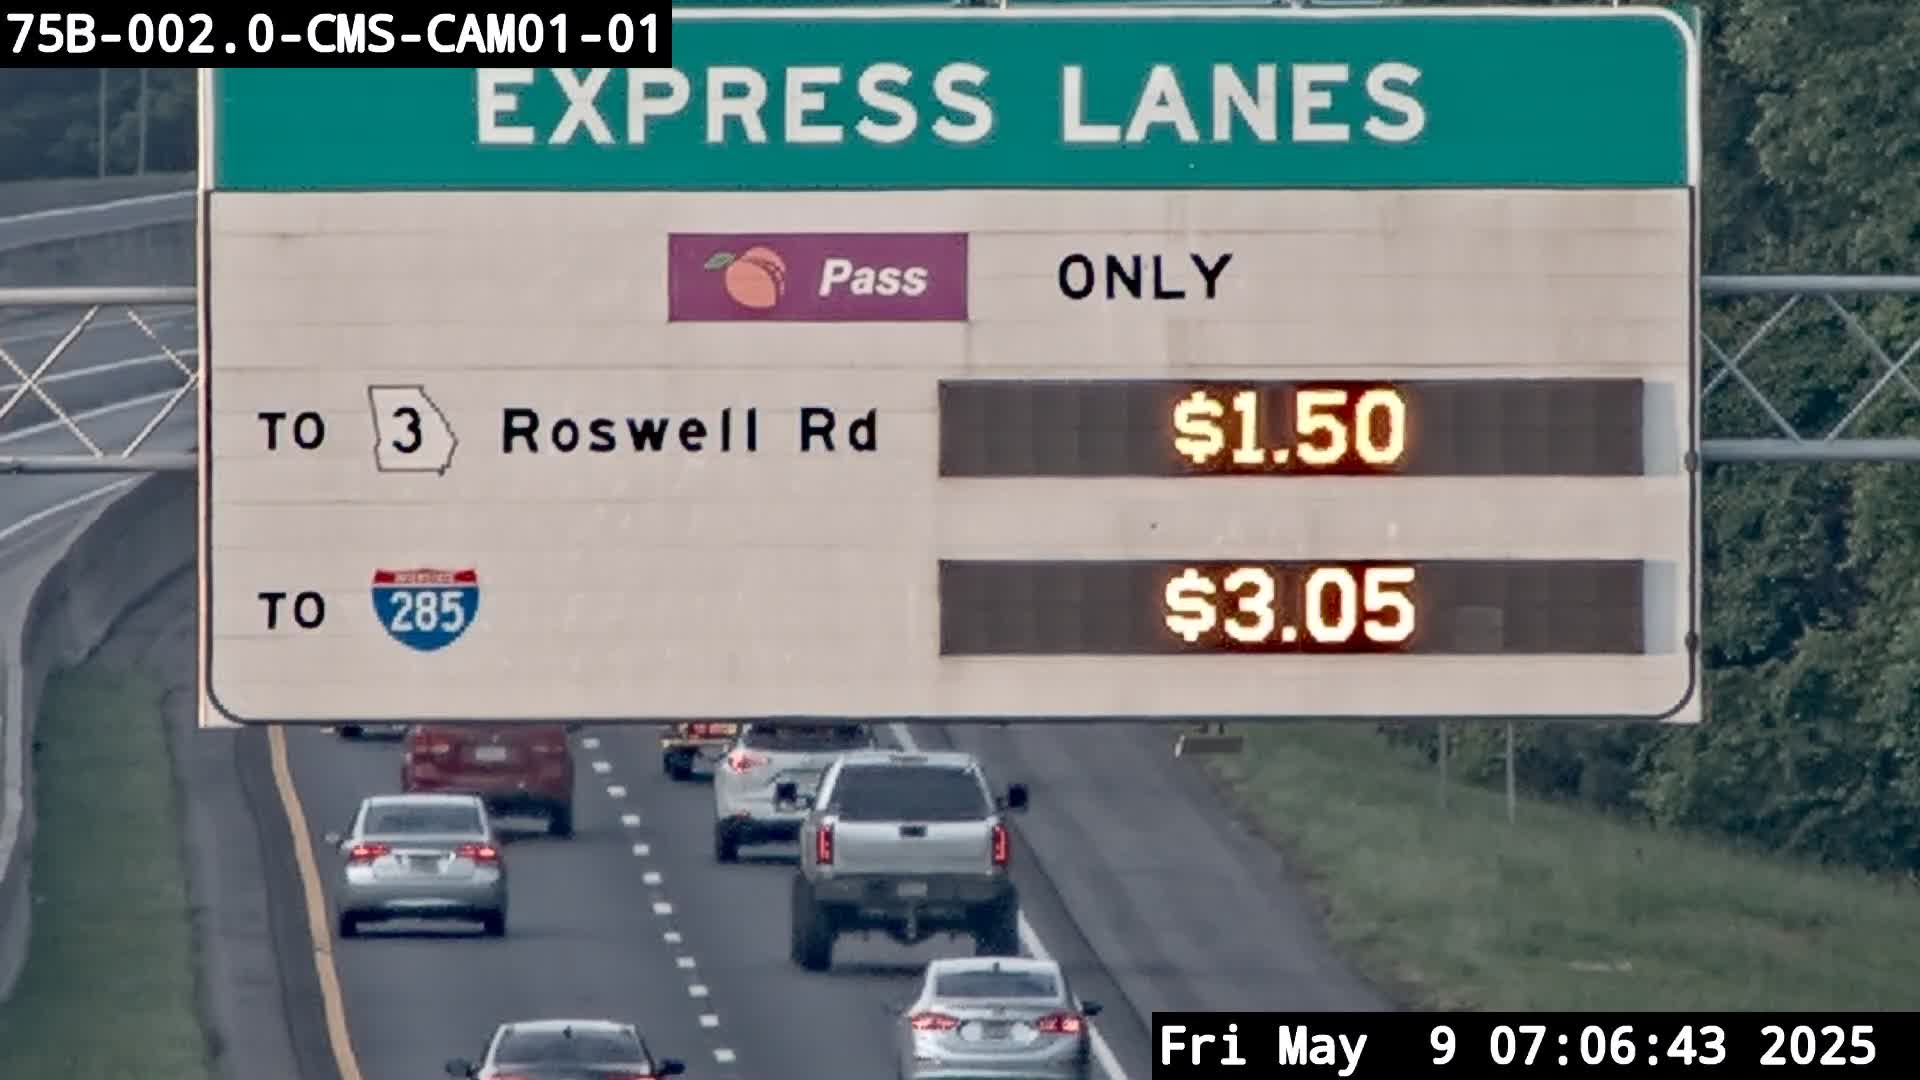 75B-002.0-CMS-CAM01-01
EXPRESS LANES
Pass ONLY
TO 3 Roswell Rd $1.50
TO 285 $3.05
Fri May 9 07:06:43 2025